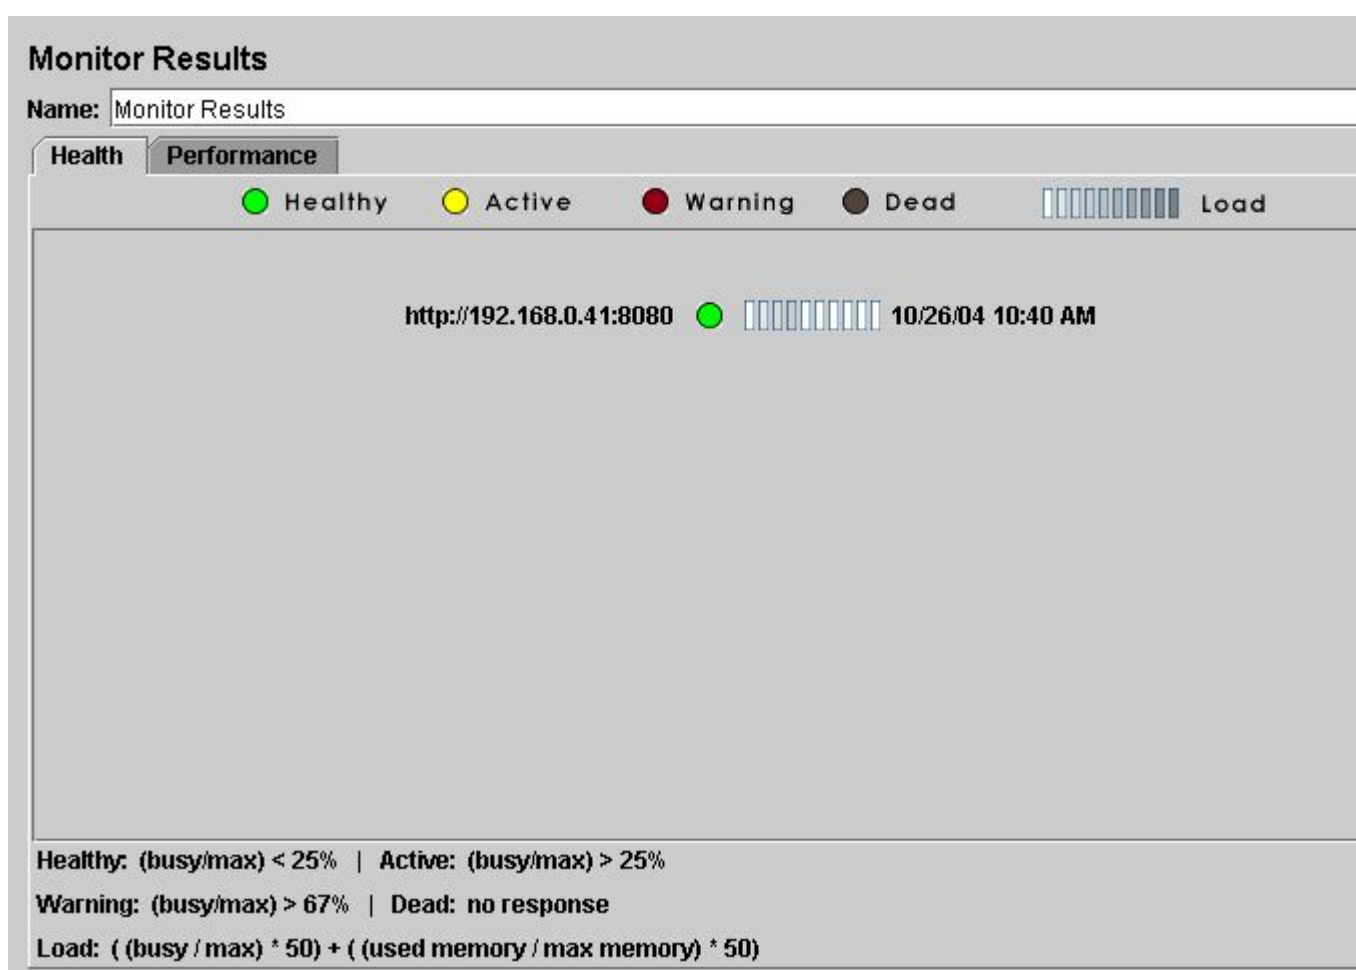 Monitor Results
Name: Monitor Results
Health Performance
Healthy Active Warning Dead Load
http://192.168.0.41:8080 10/26/04 10:40 AM
Healthy: (busy/max) < 25% | Active: (busy/max) > 25%
Warning: (busy/max) > 67% | Dead: no response
Load: ( (busy / max) * 50) + ( (used memory / max memory) * 50)